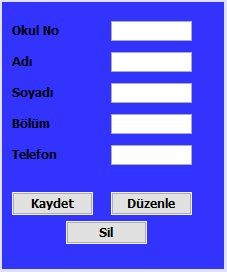 Okul No
Adı
Soyadı
Bölüm
Telefon
Kaydet Düzenle
Sil